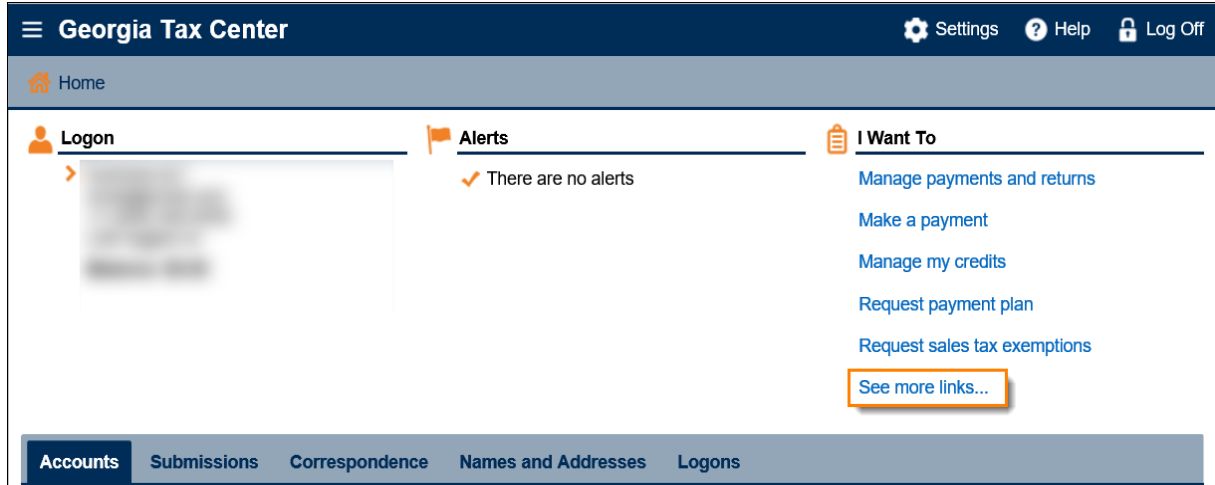 Georgia Tax Center
Settings
Help
Log Off
Home
Logon
Alerts
There are no alerts
I Want To
Manage payments and returns
Make a payment
Manage my credits
Request payment plan
Request sales tax exemptions
See more links...
Accounts Submissions Correspondence Names and Addresses Logons